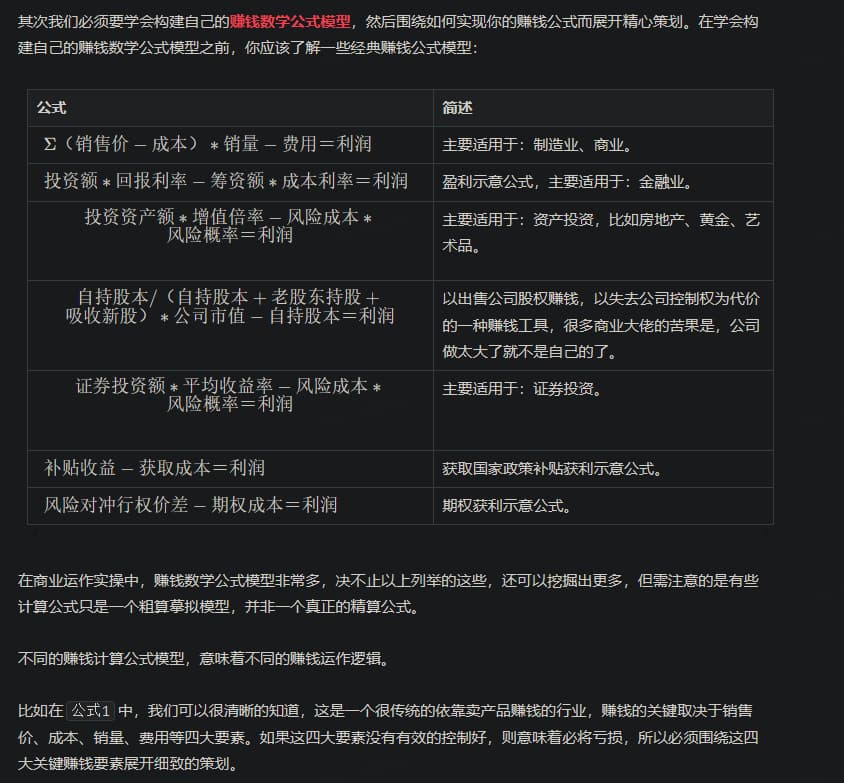 其次我们必须要学会构建自己的赚钱数学公式模型，然后围绕如何实现你的赚钱公式而展开精心策划。在学会构
建自己的赚钱数学公式模型之前，你应该了解一些经典赚钱公式模型：
公式
简述
Σ（销售价－成本）*销量－费用＝利润
主要适用于：制造业、商业。
投资额*回报利率－筹资额*成本利率＝利润
盈利示意公式，主要适用于：金融业。
投资资产额*增值倍率－风险成本*
风险概率＝利润
主要适用于：资产投资，比如房地产、黄金、艺
术品。
自持股本/（自持股本＋老股东持股＋
吸收新股）*公司市值－自持股本＝利润
以出售公司股权赚钱，以失去公司控制权为代价
的一种赚钱工具，很多商业大佬的苦果是，公司
做太大了就不是自己的了。
证券投资额*平均收益率－风险成本*
风险概率＝利润
主要适用于：证券投资。
补贴收益－获取成本＝利润
获取国家政策补贴获利示意公式。
风险对冲行权价差－期权成本＝利润
期权获利示意公式。
在商业运作实操中，赚钱数学公式模型非常多，决不止以上列举的这些，还可以挖掘出更多，但需注意的是有些
计算公式只是一个粗算摹拟模型，并非一个真正的精算公式。
不同的赚钱计算公式模型，意味着不同的赚钱运作逻辑。
比如在 公式1 中，我们可以很清晰的知道，这是一个很传统的依靠卖产品赚钱的行业，赚钱的关键取决于销售
价、成本、销量、费用等四大要素。如果这四大要素没有有效的控制好，则意味着必将亏损，所以必须围绕这四
大关键赚钱要素展开细致的策划。